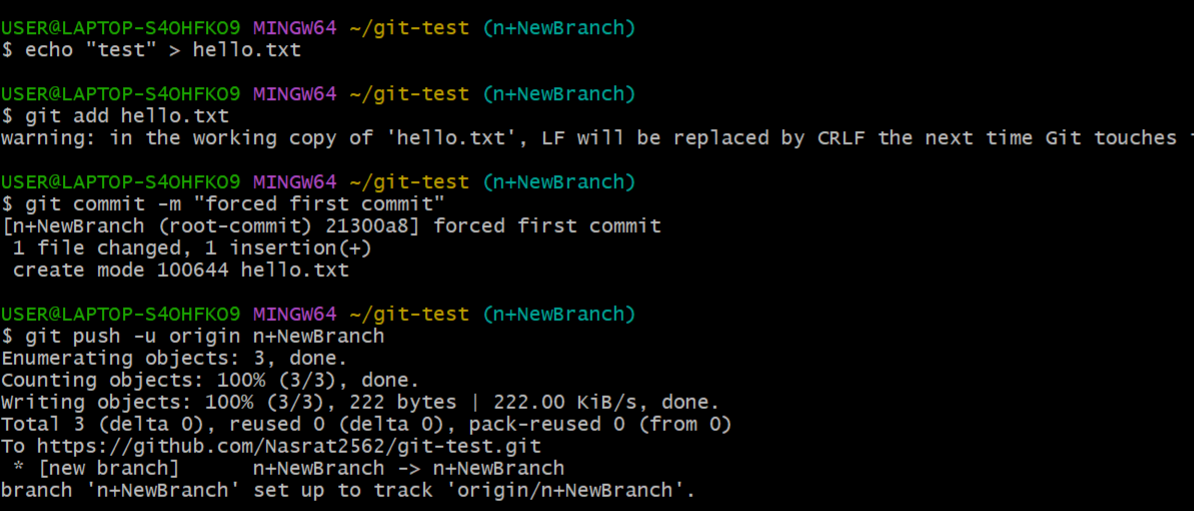 USER@LAPTOP-S4OHFKO9 MINGW64 ~/git-test (n+NewBranch)
$ echo "test" > hello.txt
USER@LAPTOP-S4OHFKO9 MINGW64 ~/git-test (n+NewBranch)
$ git add hello.txt
warning: in the working copy of 'hello.txt', LF will be replaced by CRLF the next time Git touches
USER@LAPTOP-S4OHFKO9 MINGW64 ~/git-test (n+NewBranch)
$ git commit -m "forced first commit"
[n+NewBranch (root-commit) 21300a8] forced first commit
 1 file changed, 1 insertion(+)
 create mode 100644 hello.txt
USER@LAPTOP-S4OHFKO9 MINGW64 ~/git-test (n+NewBranch)
$ git push -u origin n+NewBranch
Enumerating objects: 3, done.
Counting objects: 100% (3/3), done.
Writing objects: 100% (3/3), 222 bytes | 222.00 KiB/s, done.
Total 3 (delta 0), reused 0 (delta 0), pack-reused 0 (from 0)
To https://github.com/Nasrat2562/git-test.git
 * [new branch]      n+NewBranch -> n+NewBranch
branch 'n+NewBranch' set up to track 'origin/n+NewBranch'.